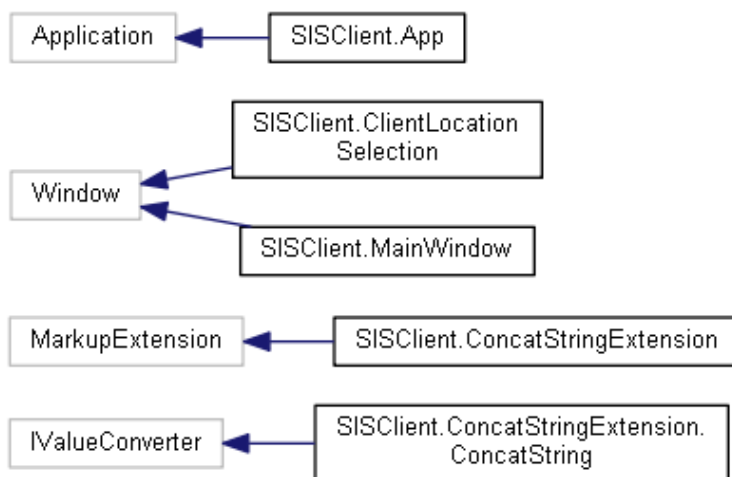 Application
SISClient.App
SISClient.ClientLocation
Selection
Window
SISClient.MainWindow
MarkupExtension
SISClient.ConcatStringExtension
IValueConverter
SISClient.ConcatStringExtension.
ConcatString